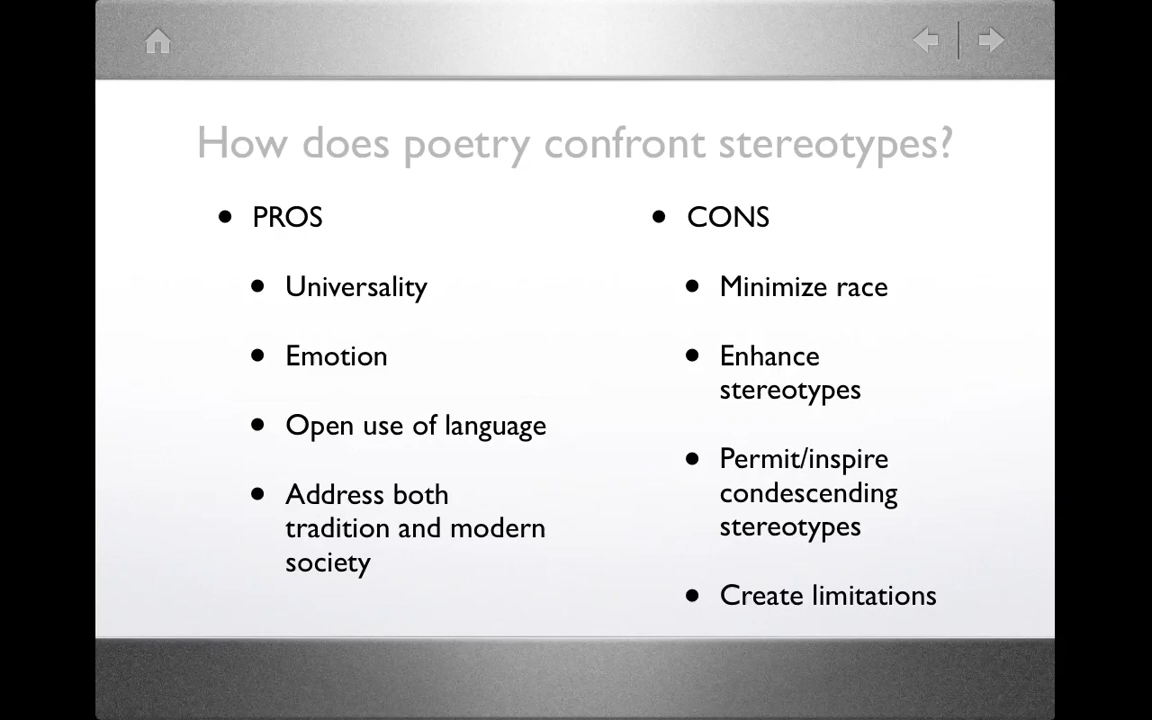 How does poetry confront stereotypes?
• PROS
• Universality
• Emotion
• Open use of language
• Address both
tradition and modern
society
• CONS
• Minimize race
• Enhance
stereotypes
• Permit/inspire
condescending
stereotypes
• Create limitations